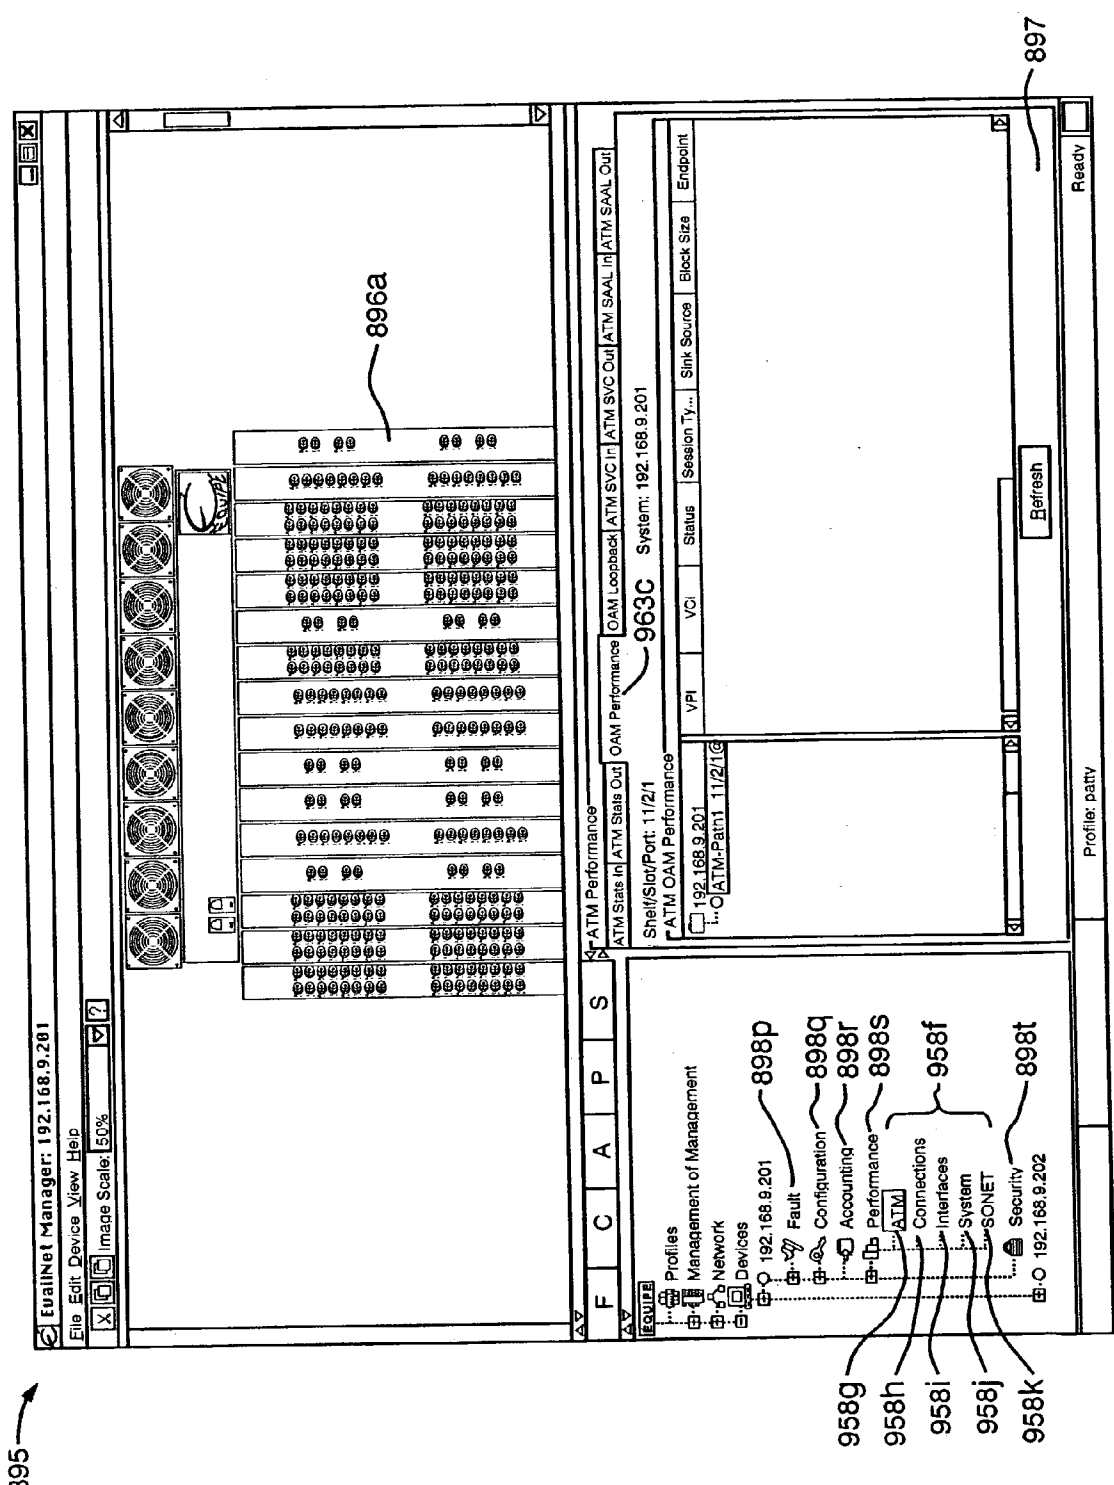 EuailNet Manager: 192.168.9.201
File Edit Device View Help
X Image Scale: 50% ?
896a
F C A P S
EQUIPE
Profiles
Management of Management
Network
Devices
192.168.9.201
Fault
Configuration
Accounting
Performance
ATM
Connections
Interfaces
System
SONET
Security
192.168.9.202
898p
898q
898r
898s
958f
898t
958g
958h
958i
958j
958k
ATM Performance
ATM Stats In ATM Stats Out OAM Performance OAM Loopback ATM SVC In ATM SVC Out ATM SAAL In ATM SAAL Out
963C
Shelf/Slot/Port: 11/2/1 System: 192.168.9.201
ATM OAM Performance
192.168.9.201
ATM-Path1 11/2/1@
VPI VCI Status Session Ty... Sink Source Block Size Endpoint
Refresh
897
Profile: patty Ready